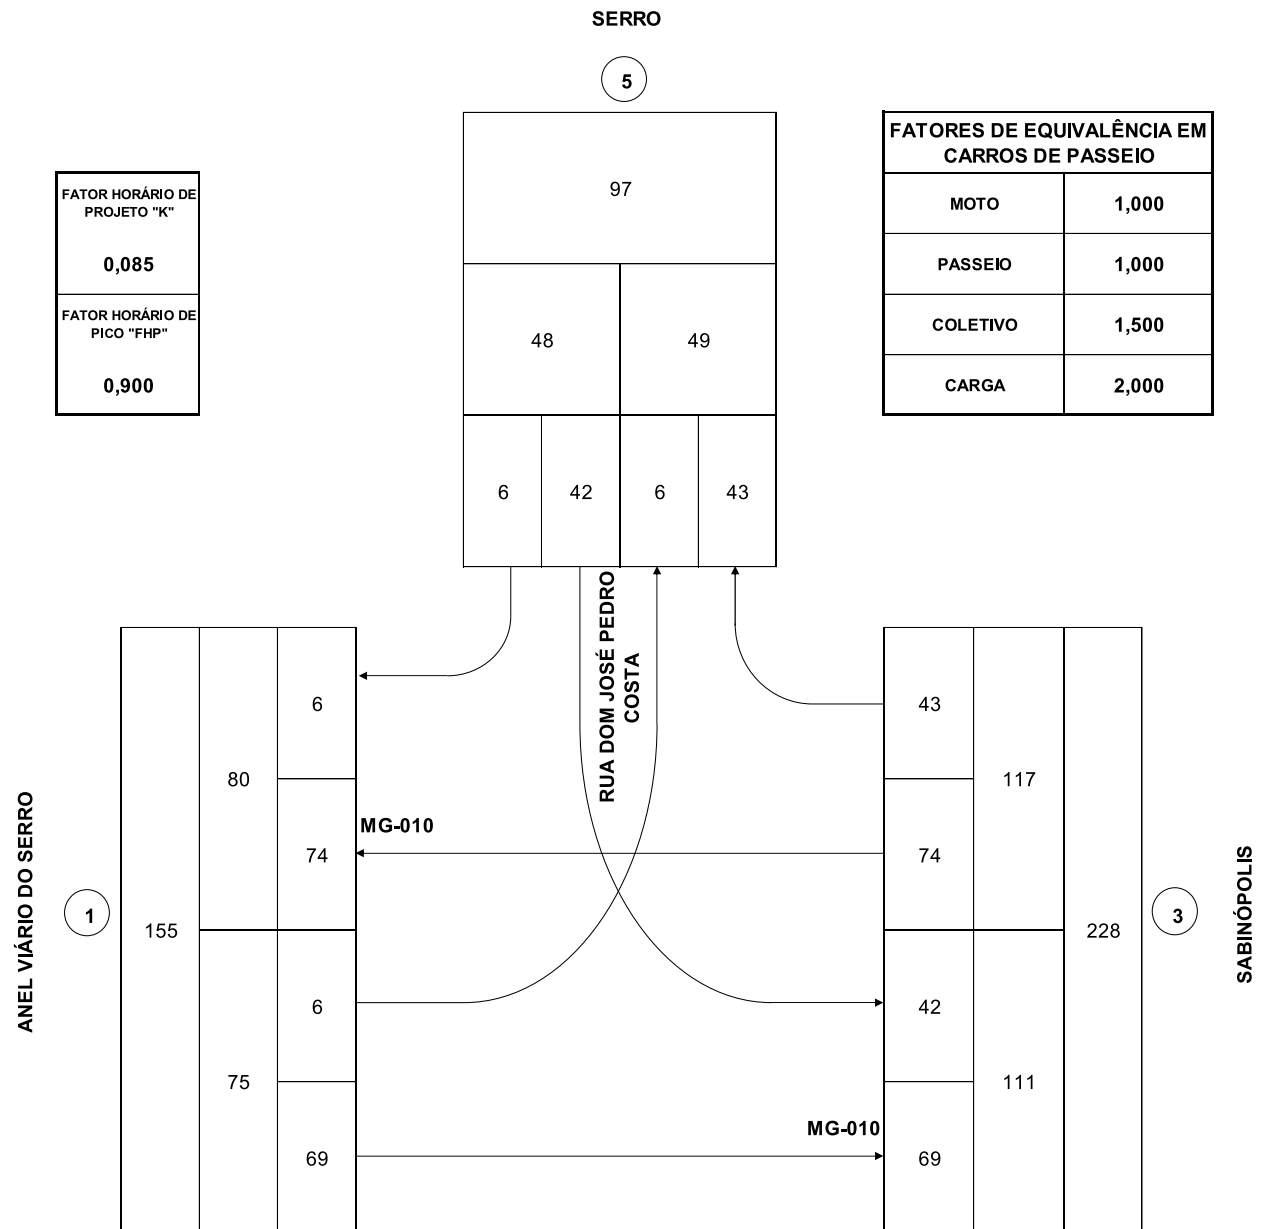 SERRO
5
97
48 49
6 42 6 43
FATOR HORÁRIO DE
PROJETO "K"
0,085
FATOR HORÁRIO DE
PICO "FHP"
0,900
FATORES DE EQUIVALÊNCIA EM
CARROS DE PASSEIO
MOTO 1,000
PASSEIO 1,000
COLETIVO 1,500
CARGA 2,000
RUA DOM JOSÉ PEDRO
COSTA
ANEL VIÁRIO DO SERRO
1
155
80
75
6
74
6
69
MG-010
MG-010
43
74
42
69
117
111
228
3
SABINÓPOLIS